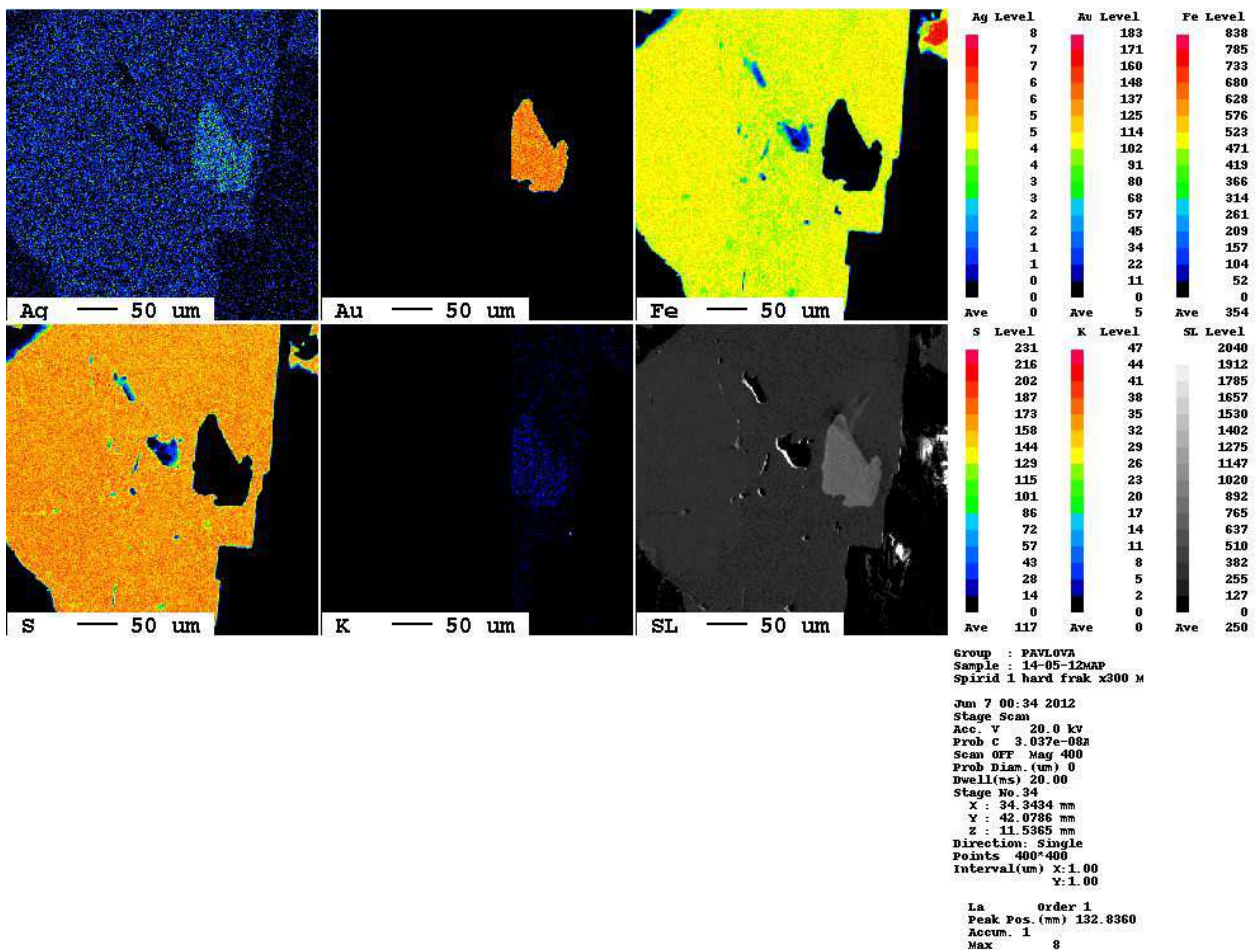 Ag 50 um Au 50 um Fe 50 um
S 50 um K 50 um SL 50 um
Ag Level Au Level Fe Level
8 183 838
7 171 785
7 160 733
6 148 680
6 137 628
5 125 576
5 114 523
4 102 471
4 91 419
3 80 366
3 68 314
2 57 261
2 45 209
1 34 157
1 22 104
0 11 52
0 0 0
Ave 0 Ave 5 Ave 354
S Level K Level SL Level
231 47 2040
216 44 1912
202 41 1785
187 38 1657
173 35 1530
158 32 1402
144 29 1275
129 26 1147
115 23 1020
101 20 892
86 17 765
72 14 637
57 11 510
43 8 382
28 5 255
14 2 127
0 0 0
Ave 117 Ave 0 Ave 250
Group : PAVLOVA
Sample : 14-05-12MAP
Spirid 1 hard frak x300 M
Jun 7 00:34 2012
Stage Scan
Acc. V 20.0 kV
Prob C 3.037e-08A
Scan OFF Mag 400
Prob Diam.(um) 0
Dwell(ms) 20.00
Stage No.34
X : 34.3434 mm
Y : 42.0786 mm
Z : 11.5365 mm
Direction: Single
Points 400*400
Interval(um) X:1.00
Y:1.00
La Order 1
Peak Pos.(mm) 132.8360
Accum. 1
Max 8